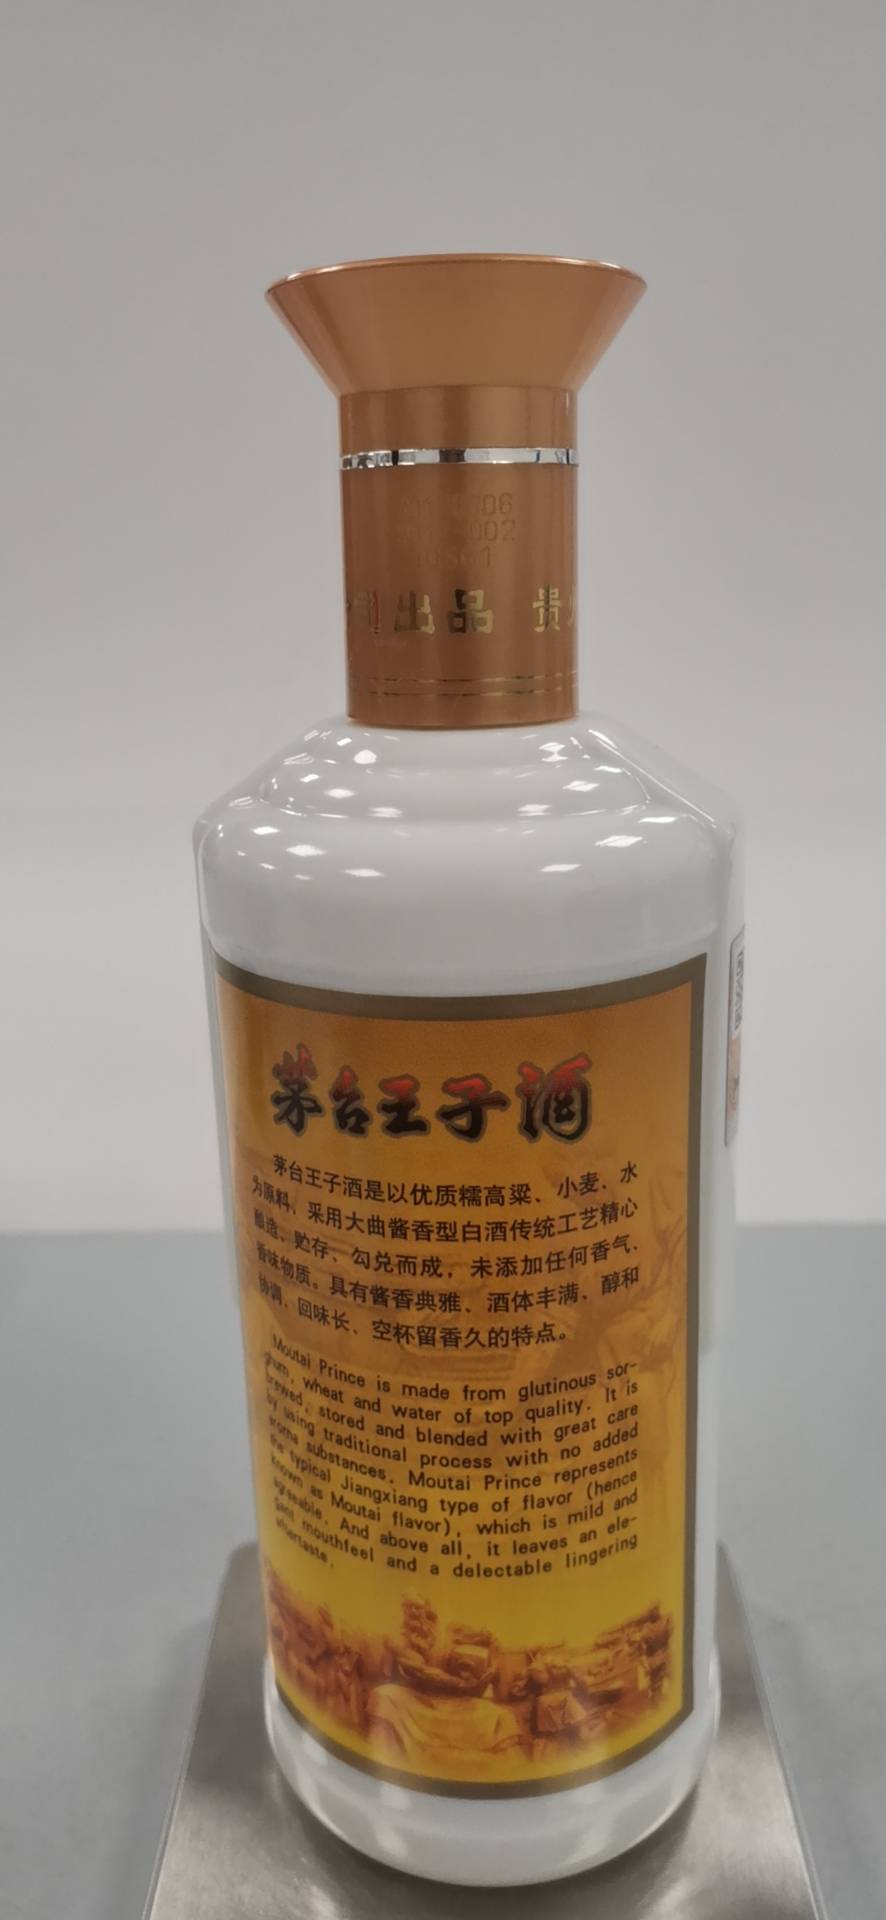 出品 贵
茅台王子酒
茅台王子酒是以优质糯高粱、小麦、水
为原料，采用大曲酱香型白酒传统工艺精心
酿造、贮存、勾兑而成，未添加任何香气、
香味物质。具有酱香典雅、酒体丰满、醇和
协调、回味长、空杯留香久的特点。
Moutai Prince is made from glutinous sor-
ghum, wheat and water of top quality. It is
brewed, stored and blended with great care
by using traditional process with no added
aroma substances. Moutai Prince represents
the typical Jiangxiang type of flavor (hence
known as Moutai flavor), which is mild and
agreeable. And above all, it leaves an ele-
gant mouthfeel and a delectable lingering
aftertaste.